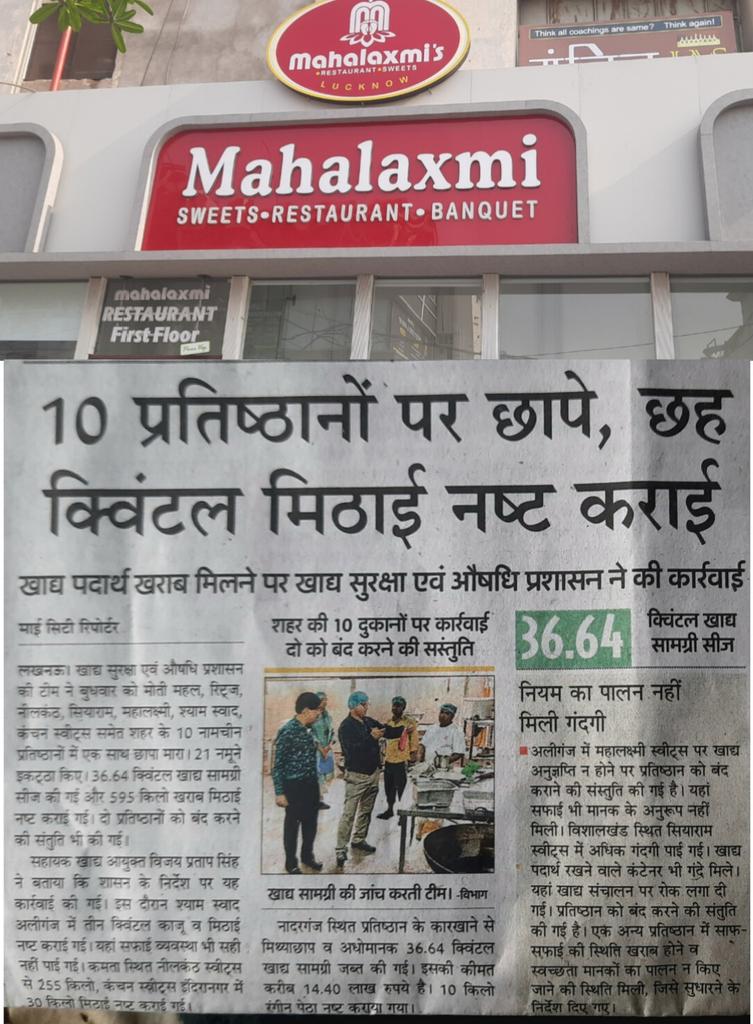 Think all coachings are same? Think again!
Mahalaxmi's
RESTAURANT SWEETS
LUCKNOW
Mahalaxmi
SWEETS•RESTAURANT•BANQUET
mahalaxmi
RESTAURANT
First Floor
10 प्रतिष्ठानों पर छापे, छह
क्विंटल मिठाई नष्ट कराई
खाद्य पदार्थ खराब मिलने पर खाद्य सुरक्षा एवं औषधि प्रशासन ने की कार्रवाई
माई सिटी रिपोर्टर
लखनऊ। खाद्य सुरक्षा एवं औषधि प्रशासन
की टीम ने बुधवार को मोती महल, रिट्ज,
नीलकंठ, सियाराम, महालक्ष्मी, श्याम स्वाद,
कंचन स्वीट्स समेत शहर के 10 नामचीन
प्रतिष्ठानों में एक साथ छापा मारा। 21 नमूने
इकट्ठा किए। 36.64 क्विंटल खाद्य सामग्री
सीज की गई और 595 किलो खराब मिठाई
नष्ट कराई गई। दो प्रतिष्ठानों को बंद करने
की संतुति भी की गई।
सहायक खाद्य आयुक्त विजय प्रताप सिंह
ने बताया कि शासन के निर्देश पर यह
कार्रवाई की गई। इस दौरान श्याम स्वाद
अलीगंज में तीन क्विंटल काजू व मिठाई
नष्ट कराई गई। यहां सफाई व्यवस्था भी सही
नहीं पाई गई। कमता स्थित नीलकंठ स्वीट्स
से 255 किलो, कंचन स्वीट्स इंदिरानगर में
30 किलो मिठाई नष्ट कराई गई।
शहर की 10 दुकानों पर कार्रवाई
दो को बंद करने की सस्तुति
खाद्य सामग्री की जांच करती टीम। -विभाग
नादरगंज स्थित प्रतिष्ठान के कारखाने से
मिथ्याछाप व अधोमानक 36.64 क्विंटल
खाद्य सामग्री जब्त की गई। इसकी कीमत
करीब 14.40 लाख रुपये है। 10 किलो
रंगीन पेठा नष्ट कराया गया।
36.64 क्विंटल खाद्य
सामग्री सीज
नियम का पालन नहीं
मिली गंदगी
अलीगंज में महालक्ष्मी स्वीट्स पर खाद्य
अनुज्ञप्ति न होने पर प्रतिष्ठान को बंद
कराने की संस्तुति की गई है। यहां
सफाई भी मानक के अनुरूप नहीं
मिली। विशालखंड स्थित सियाराम
स्वीट्स में अधिक गंदगी पाई गई। खाद्य
पदार्थ रखने वाले कंटेनर भी गंदे मिले।
यहां खाद्य संचालन पर रोक लगा दी
गई। प्रतिष्ठान को बंद करने की संतुति
की गई है। एक अन्य प्रतिष्ठान में साफ-
सफाई की स्थिति खराब होने व
स्वच्छता मानकों का पालन न किए
जाने की स्थिति मिली, जिसे सुधारने के
निर्देश दिए गए।